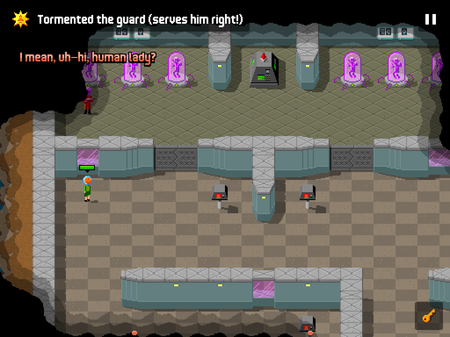 Tormented the guard (serves him right!)
I mean, uh-hi, human lady?